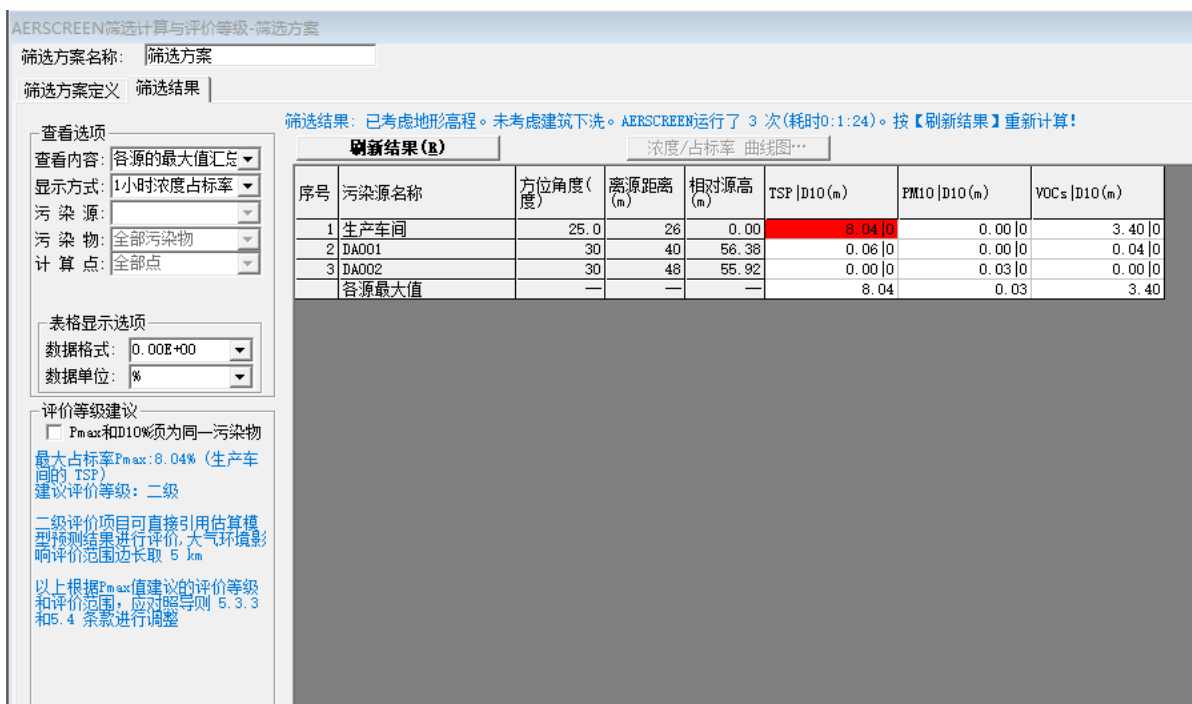 AERSCREEN筛选计算与评价等级-筛选方案
筛选方案名称: 筛选方案
筛选方案定义 筛选结果
筛选结果: 已考虑地形高程。未考虑建筑下洗。AERSCREEN运行了 3 次(耗时0:1:24)。按【刷新结果】重新计算!
刷新结果(R) 浓度/占标率 曲线图…
查看选项
查看内容: 各源的最大值汇总
显示方式: 1小时浓度占标率
污 染 源:
污 染 物: 全部污染物
计 算 点: 全部点
表格显示选项
数据格式: 0.00E+00
数据单位: %
评价等级建议
Pmax和D10%须为同一污染物
最大占标率Pmax:8.04% (生产车
间的 TSP)
建议评价等级: 二级
二级评价项目可直接引用估算模
型预测结果进行评价,大气环境影
响评价范围边长取 5 km
以上根据Pmax值建议的评价等级
和评价范围，应对照导则 5.3.3
和5.4 条款进行调整
序号 污染源名称 方位角度(度) 离源距离(m) 相对源高(m) TSP|D10(m) PM10|D10(m) VOCs|D10(m)
1 生产车间 25.0 26 0.00 8.04|0 0.00|0 3.40|0
2 DA001 30 40 56.38 0.06|0 0.00|0 0.04|0
3 DA002 30 48 55.92 0.00|0 0.03|0 0.00|0
各源最大值 — — — 8.04 0.03 3.40